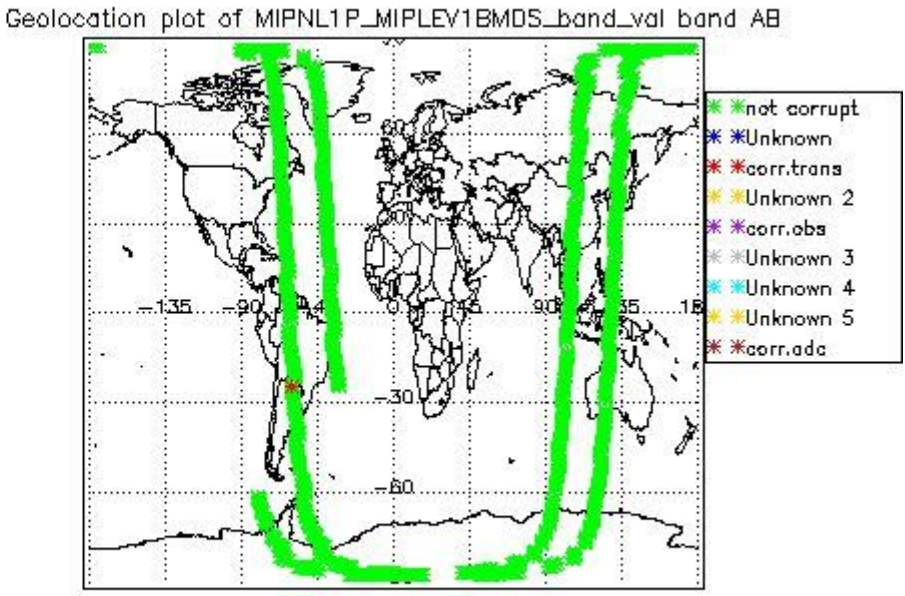 Geolocation plot of MIPNL1P_MIPLEV1BMDS_band_val band AB
not corrupt
Unknown
corr.trans
Unknown 2
corr.obs
Unknown 3
Unknown 4
Unknown 5
corr.adc
-135 -90 0 45 90
-30
-60